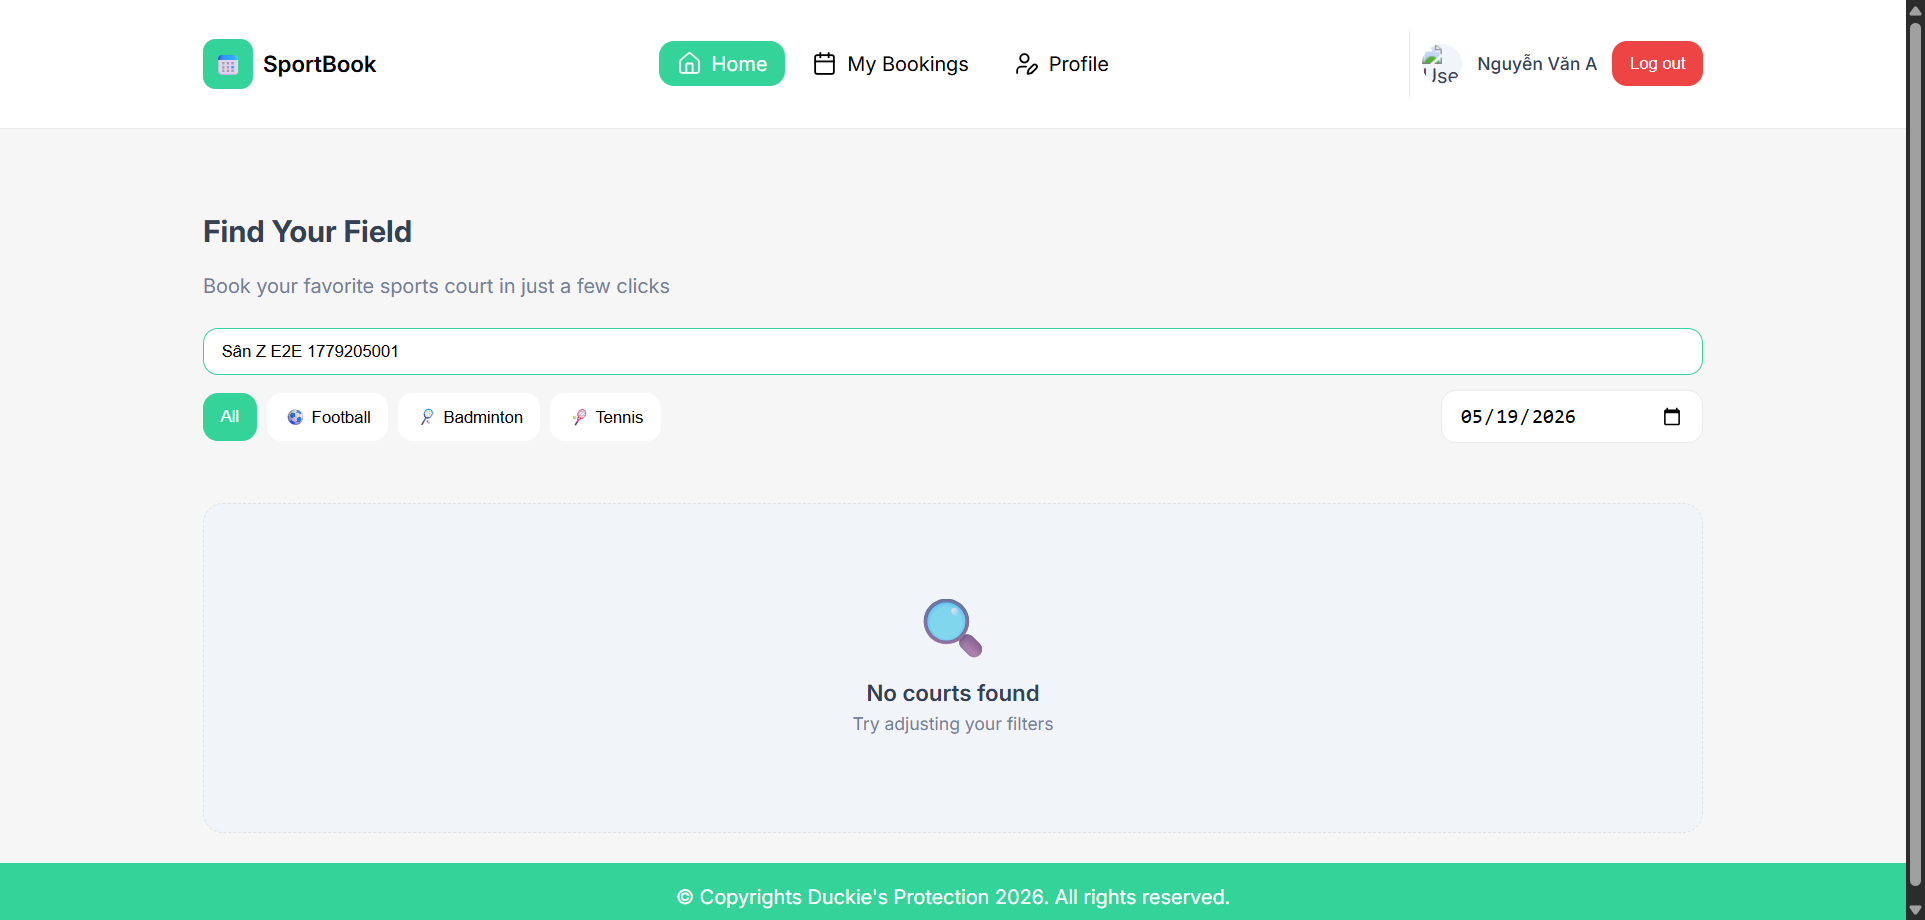 SportBook
Home
My Bookings
Profile
Use
Nguyễn Văn A
Log out
Find Your Field
Book your favorite sports court in just a few clicks
Sân Z E2E 1779205001
All
Football
Badminton
Tennis
05/19/2026
No courts found
Try adjusting your filters
© Copyrights Duckie's Protection 2026. All rights reserved.